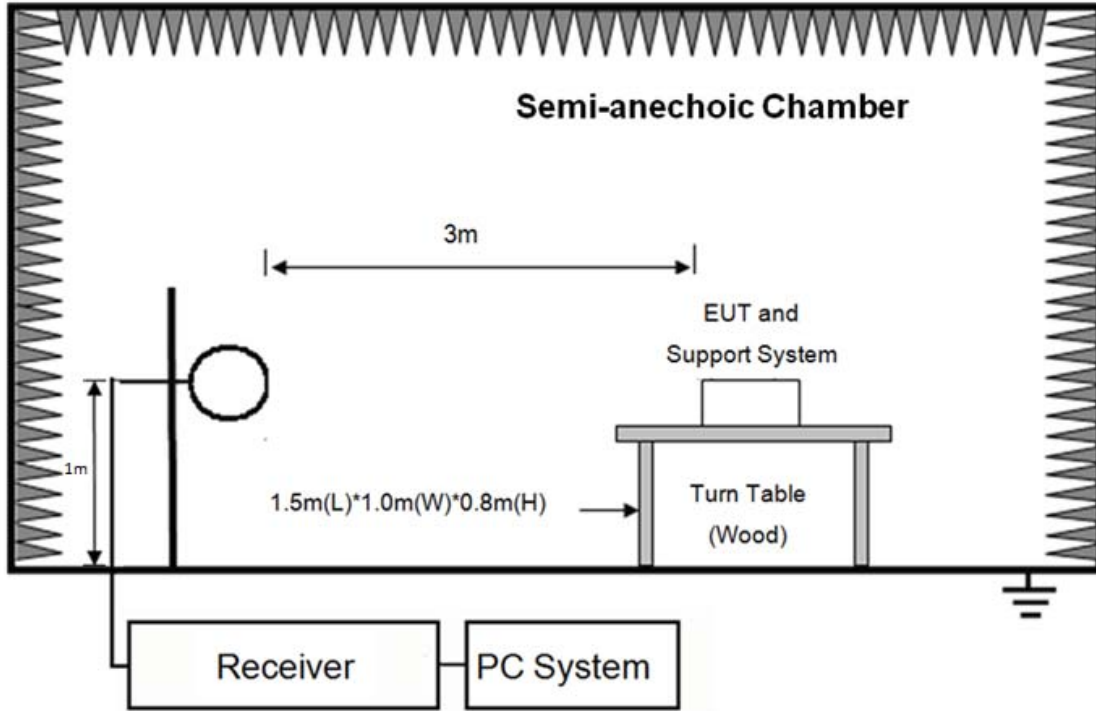 Semi-anechoic Chamber
3m
EUT and
Support System
1m
1.5m(L)*1.0m(W)*0.8m(H)
Turn Table
(Wood)
Receiver
PC System